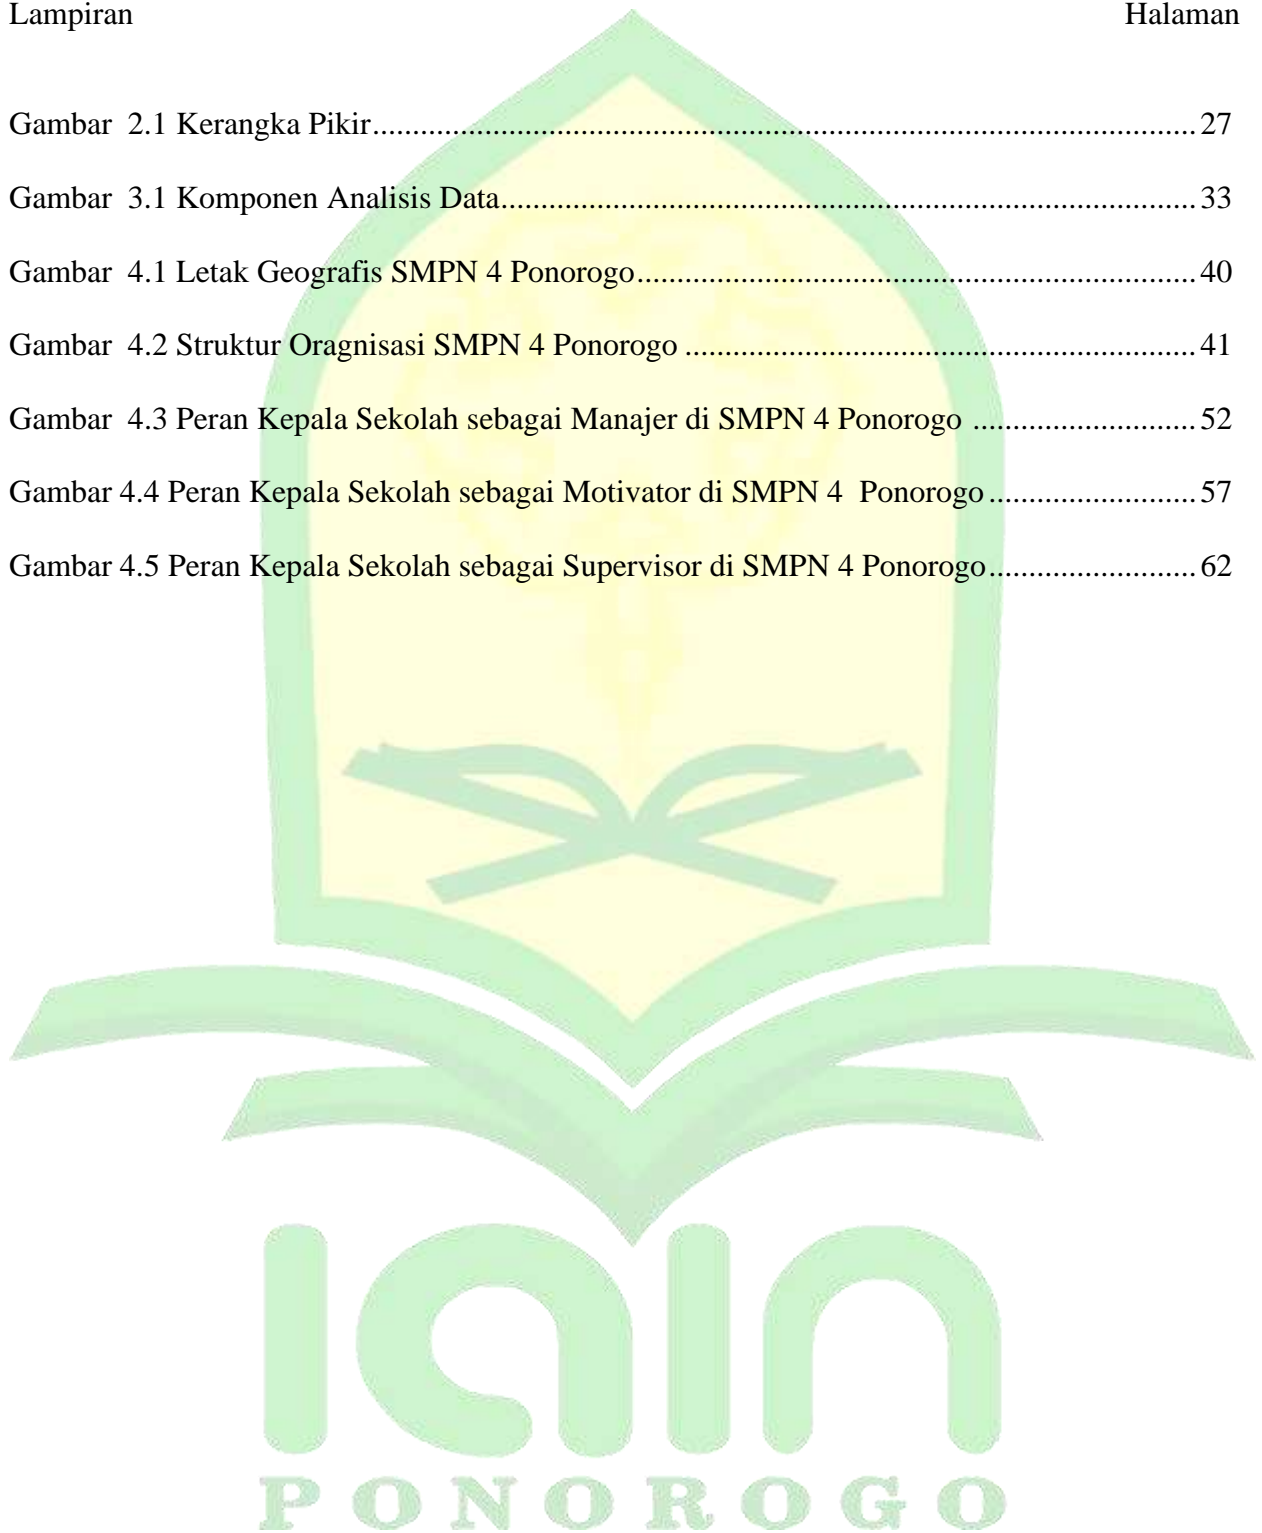 Lampiran Halaman
Gambar  2.1 Kerangka Pikir....................................................................................................... 27
Gambar  3.1 Komponen Analisis Data....................................................................................... 33
Gambar  4.1 Letak Geografis SMPN 4 Ponorogo...................................................................... 40
Gambar  4.2 Struktur Oragnisasi SMPN 4 Ponorogo ................................................................ 41
Gambar  4.3 Peran Kepala Sekolah sebagai Manajer di SMPN 4 Ponorogo ............................ 52
Gambar 4.4 Peran Kepala Sekolah sebagai Motivator di SMPN 4  Ponorogo .......................... 57
Gambar 4.5 Peran Kepala Sekolah sebagai Supervisor di SMPN 4 Ponorogo.......................... 62
iain
PONOROGO